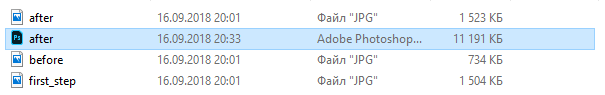 after 16.09.2018 20:01 Файл "JPG" 1 523 КБ
after 16.09.2018 20:33 Adobe Photoshop... 11 191 КБ
before 16.09.2018 20:01 Файл "JPG" 734 КБ
first_step 16.09.2018 20:01 Файл "JPG" 1 504 КБ